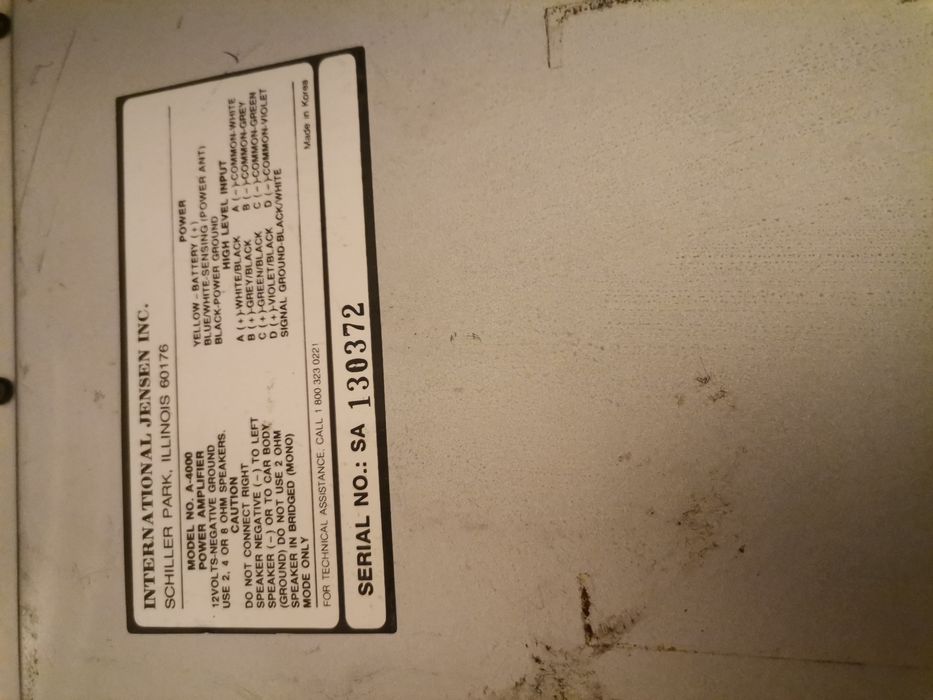 INTERNATIONAL JENSEN INC.
SCHILLER PARK, ILLINOIS 60176
MODEL NO. A-4000
POWER AMPLIFIER
12VOLTS-NEGATIVE GROUND
USE 2, 4 OR 8 OHM SPEAKERS.
CAUTION
DO NOT CONNECT RIGHT
SPEAKER NEGATIVE (-) TO LEFT
SPEAKER (-) OR TO CAR BODY
(GROUND) DO NOT USE 2 OHM
SPEAKER IN BRIDGED (MONO)
MODE ONLY
POWER
YELLOW - BATTERY (+)
BLUE/WHITE-SENSING (POWER ANT)
BLACK-POWER GROUND
HIGH LEVEL INPUT
A (+)-WHITE/BLACK A (-)-COMMON-WHITE
B (+)-GREY/BLACK B (-)-COMMON-GREY
C (+)-GREEN/BLACK C (-)-COMMON-GREEN
D (+)-VIOLET/BLACK D (-)-COMMON-VIOLET
SIGNAL GROUND-BLACK/WHITE
FOR TECHNICAL ASSISTANCE, CALL 1 800 323 0221
Made in Korea
SERIAL NO.: SA 130372